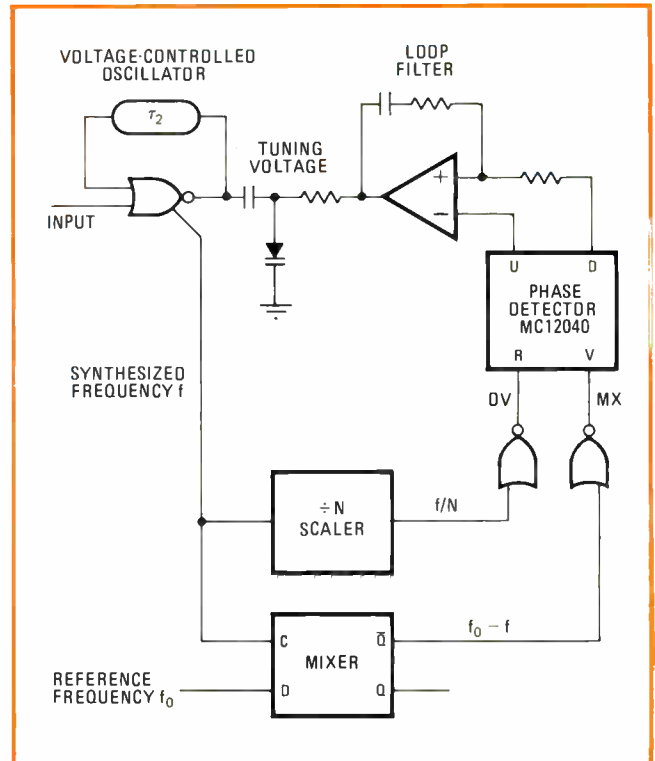 VOLTAGE-CONTROLLED
OSCILLATOR
τ2
LOOP
FILTER
TUNING
VOLTAGE
INPUT
+
−
U D
PHASE
DETECTOR
MC12040
R V
SYNTHESIZED
FREQUENCY f
DV
MX
÷N
SCALER
f/N
C
Q̅
MIXER
f₀ − f
REFERENCE
FREQUENCY f₀
D
Q